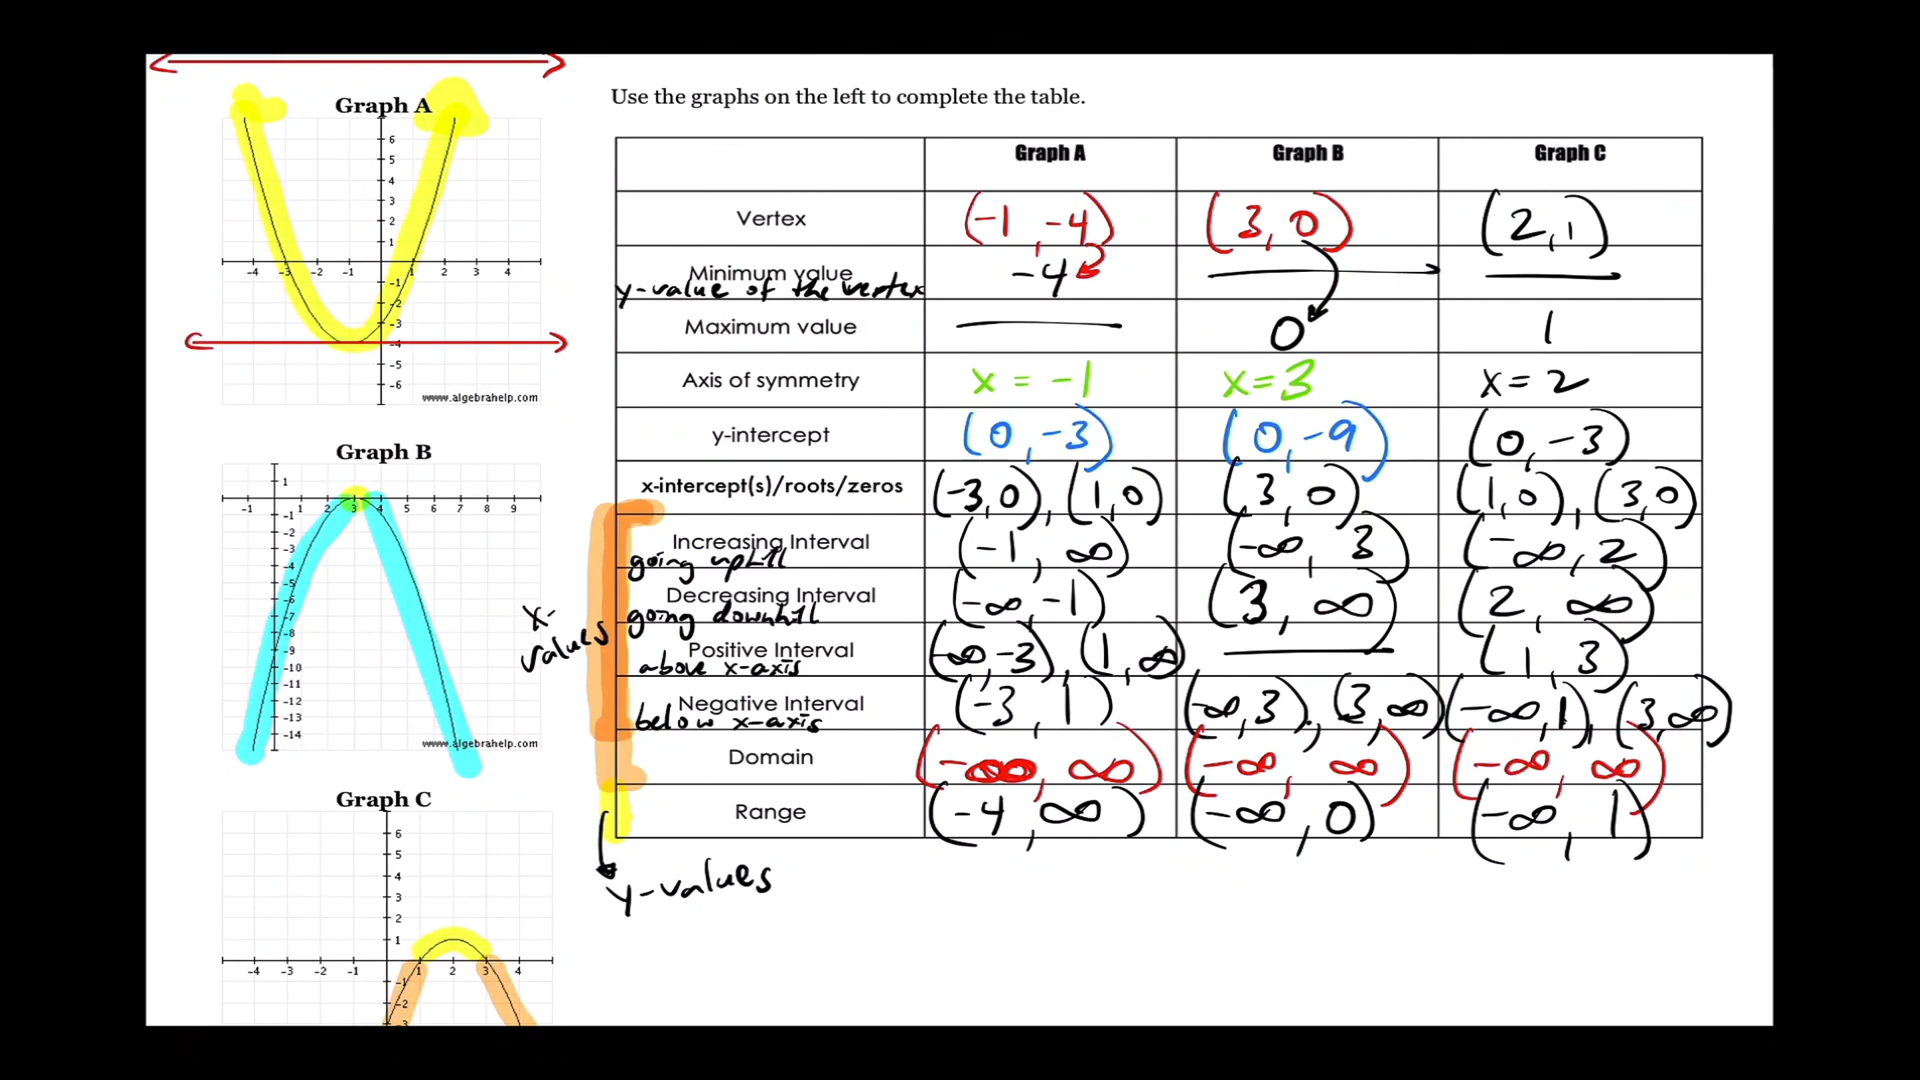 Use the graphs on the left to complete the table.
Graph A
6
5
4
3
2
1
-4 -3 -2 -1 1 2 3 4
-1
-2
-3
-4
-5
-6
www.algebrahelp.com
Graph B
1
-1 1 2 3 4 5 6 7 8 9
-1
-2
-3
-4
-5
-6
-7
-8
-9
-10
-11
-12
-13
-14
www.algebrahelp.com
Graph C
6
5
4
3
2
1
-4 -3 -2 -1 1 2 3 4
-1
-2
-3
Graph A Graph B Graph C
Vertex (-1, -4) (3, 0) (2, 1)
Minimum value -4
y-value of the vertex
Maximum value 0 1
Axis of symmetry x = -1 x = 3 x = 2
y-intercept (0, -3) (0, -9) (0, -3)
x-intercept(s)/roots/zeros (-3, 0), (1, 0) (3, 0) (1, 0), (3, 0)
Increasing Interval (-1, ∞) (-∞, 3) (-∞, 2)
going uphill
Decreasing Interval (-∞, -1) (3, ∞) (2, ∞)
going downhill
Positive Interval (-∞, -3), (1, ∞) (1, 3)
above x-axis
Negative Interval (-3, 1) (-∞, 3), (3, ∞) (-∞, 1), (3, ∞)
below x-axis
Domain (-∞, ∞) (-∞, ∞) (-∞, ∞)
Range (-4, ∞) (-∞, 0) (-∞, 1)
x-
values
y-values